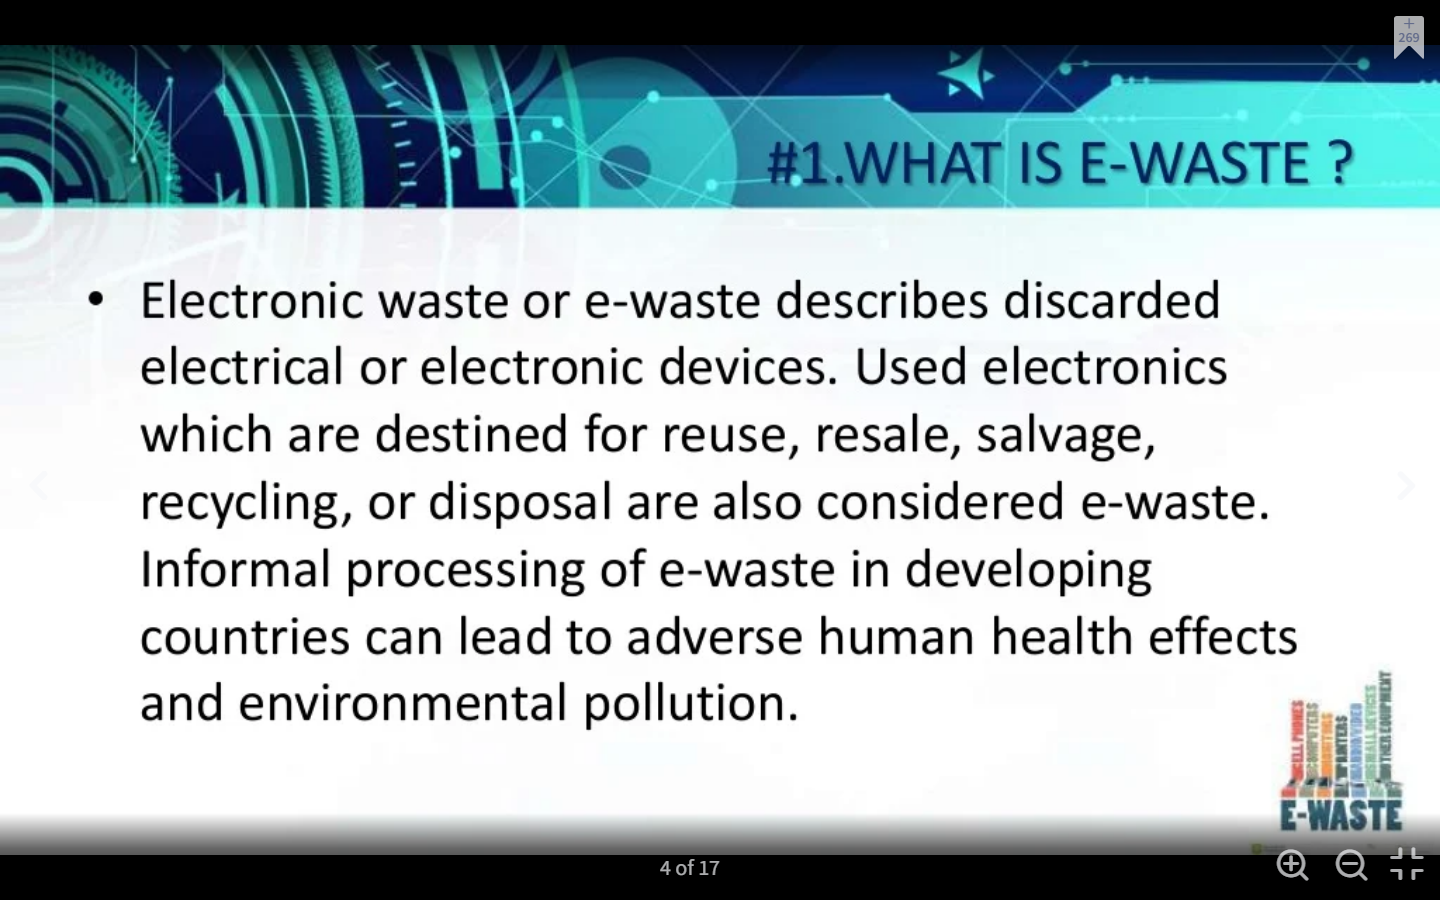 +
269
#1.WHAT IS E-WASTE ?
• Electronic waste or e-waste describes discarded
electrical or electronic devices. Used electronics
which are destined for reuse, resale, salvage,
recycling, or disposal are also considered e-waste.
Informal processing of e-waste in developing
countries can lead to adverse human health effects
and environmental pollution.
CELL PHONES
COMPUTERS
PRINTERS
SMALL DEVICES
OTHER EQUIPMENT
E-WASTE
4 of 17